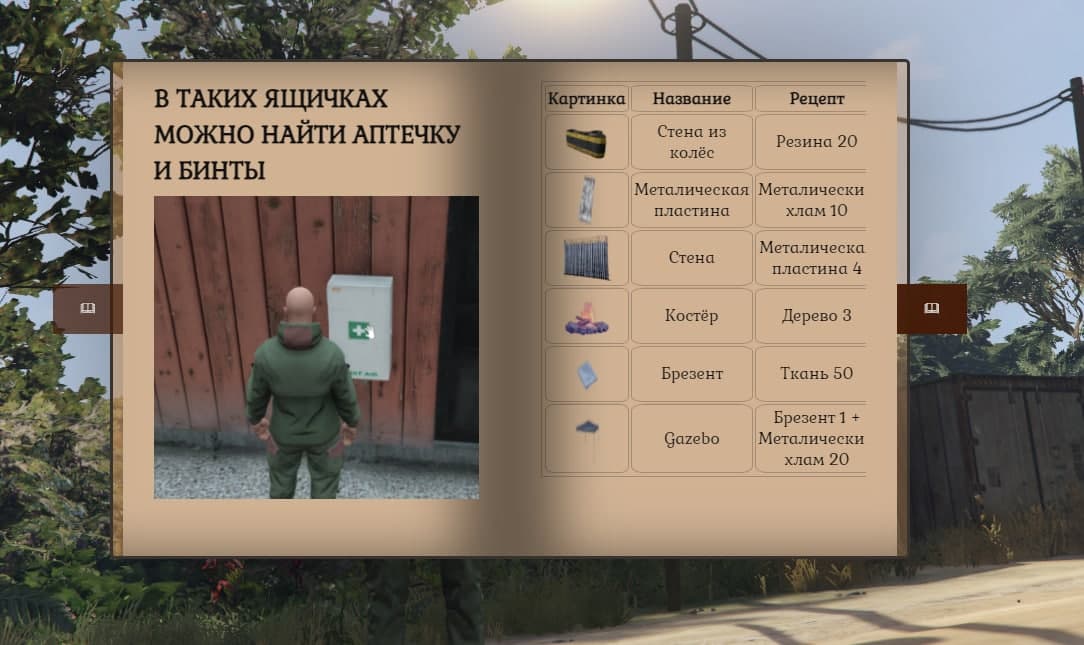 В ТАКИХ ЯЩИЧКАХ
МОЖНО НАЙТИ АПТЕЧКУ
И БИНТЫ
Картинка Название Рецепт
Стена из
колёс
Резина 20
Металическая
пластина
Металически
хлам 10
Стена
Металическа
пластина 4
Костёр
Дерево 3
Брезент
Ткань 50
Gazebo
Брезент 1 +
Металически
хлам 20